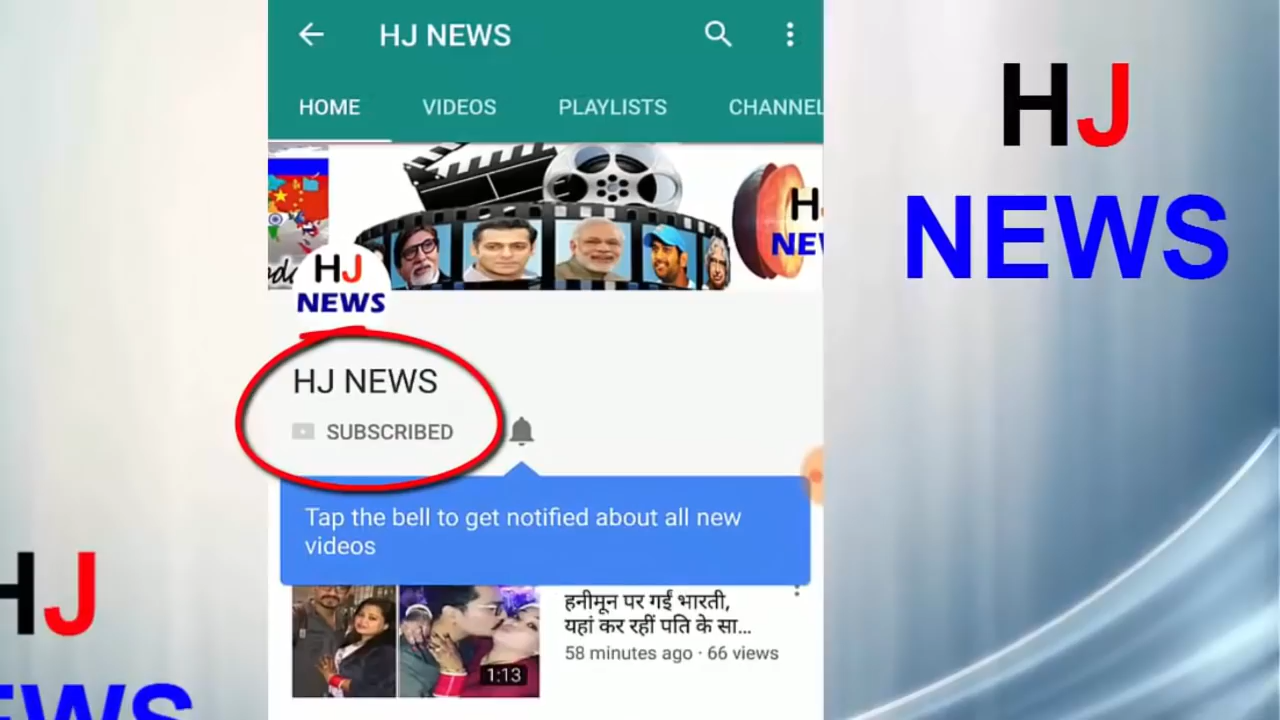 HJ NEWS
HOME
VIDEOS
PLAYLISTS
CHANNEL
HJ
NEWS
HJ
NEWS
HJ NEWS
SUBSCRIBED
Tap the bell to get notified about all new
videos
हनीमून पर गईं भारती,
यहां कर रहीं पति के सा...
58 minutes ago · 66 views
1:13
HJ
NEWS